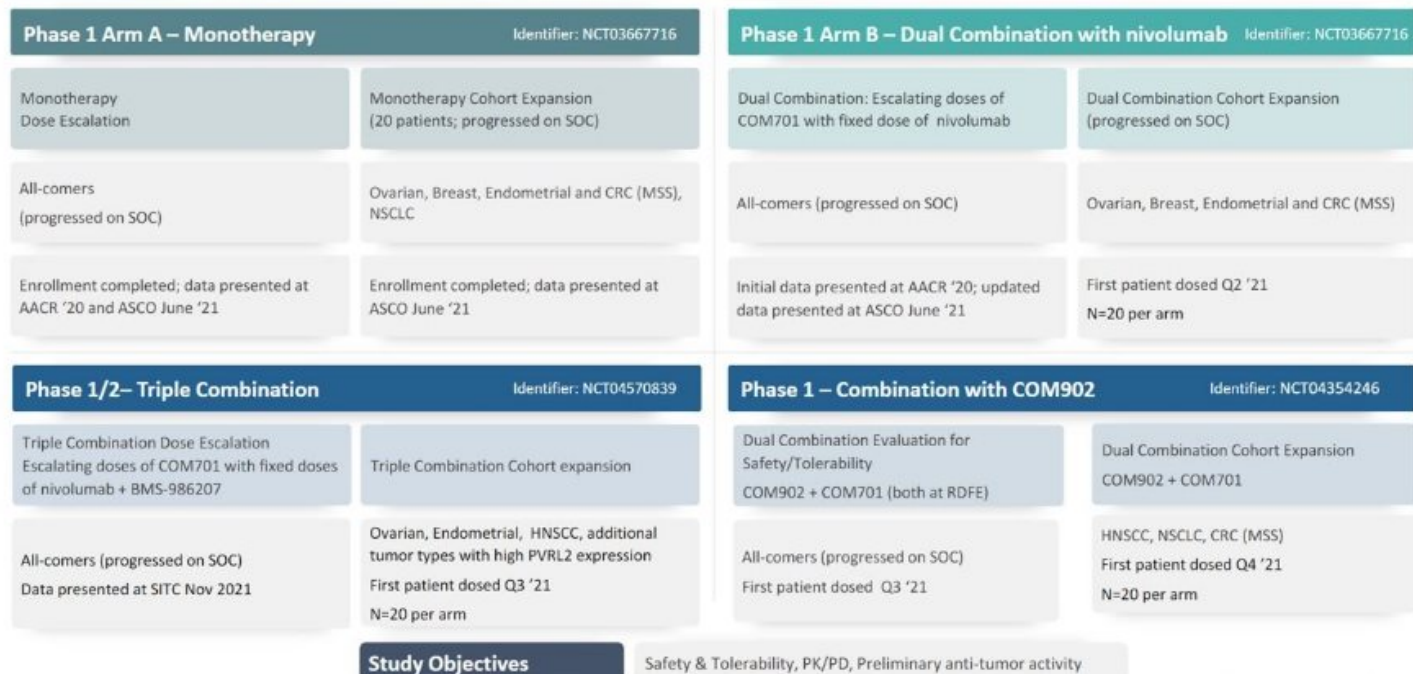 Phase 1 Arm A – Monotherapy
Identifier: NCT03667716
Monotherapy
Dose Escalation
Monotherapy Cohort Expansion
(20 patients; progressed on SOC)
All-comers
(progressed on SOC)
Ovarian, Breast, Endometrial and CRC (MSS),
NSCLC
Enrollment completed; data presented at
AACR ‘20 and ASCO June ‘21
Enrollment completed; data presented at
ASCO June ‘21
Phase 1 Arm B – Dual Combination with nivolumab
Identifier: NCT03667716
Dual Combination: Escalating doses of
COM701 with fixed dose of nivolumab
Dual Combination Cohort Expansion
(progressed on SOC)
All-comers (progressed on SOC)
Ovarian, Breast, Endometrial and CRC (MSS)
Initial data presented at AACR ‘20; updated
data presented at ASCO June ‘21
First patient dosed Q2 ‘21
N=20 per arm
Phase 1/2– Triple Combination
Identifier: NCT04570839
Triple Combination Dose Escalation
Escalating doses of COM701 with fixed doses
of nivolumab + BMS-986207
Triple Combination Cohort expansion
All-comers (progressed on SOC)
Data presented at SITC Nov 2021
Ovarian, Endometrial, HNSCC, additional
tumor types with high PVRL2 expression
First patient dosed Q3 ‘21
N=20 per arm
Phase 1 – Combination with COM902
Identifier: NCT04354246
Dual Combination Evaluation for
Safety/Tolerability
COM902 + COM701 (both at RDFE)
Dual Combination Cohort Expansion
COM902 + COM701
All-comers (progressed on SOC)
First patient dosed Q3 ‘21
HNSCC, NSCLC, CRC (MSS)
First patient dosed Q4 ‘21
N=20 per arm
Study Objectives
Safety & Tolerability, PK/PD, Preliminary anti-tumor activity